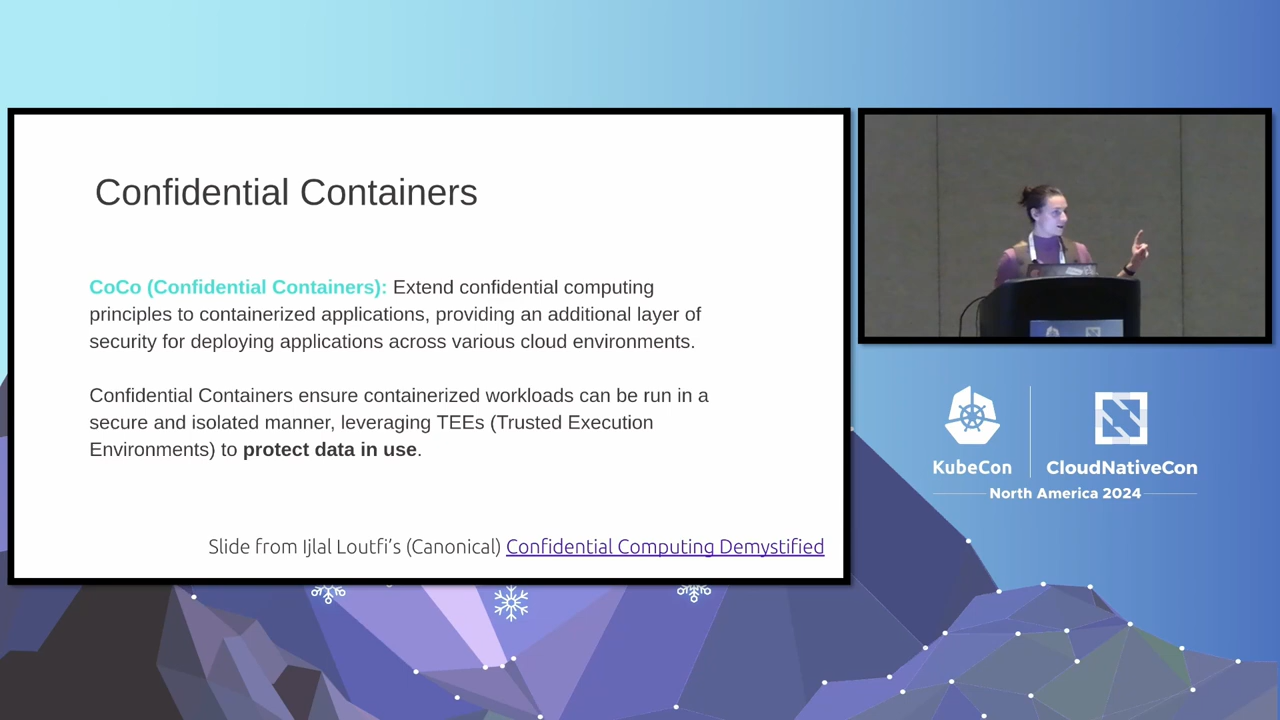 Confidential Containers
CoCo (Confidential Containers): Extend confidential computing
principles to containerized applications, providing an additional layer of
security for deploying applications across various cloud environments.
Confidential Containers ensure containerized workloads can be run in a
secure and isolated manner, leveraging TEEs (Trusted Execution
Environments) to protect data in use.
Slide from Ijlal Loutfi’s (Canonical) Confidential Computing Demystified
KubeCon
CloudNativeCon
North America 2024